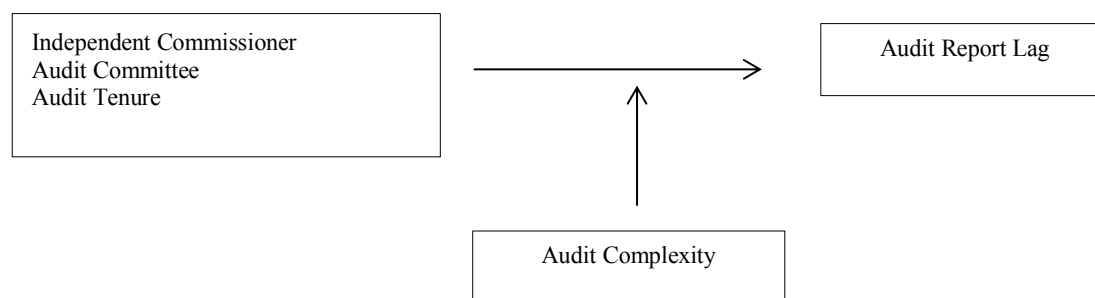 Independent Commissioner
Audit Committee
Audit Tenure
Audit Report Lag
Audit Complexity